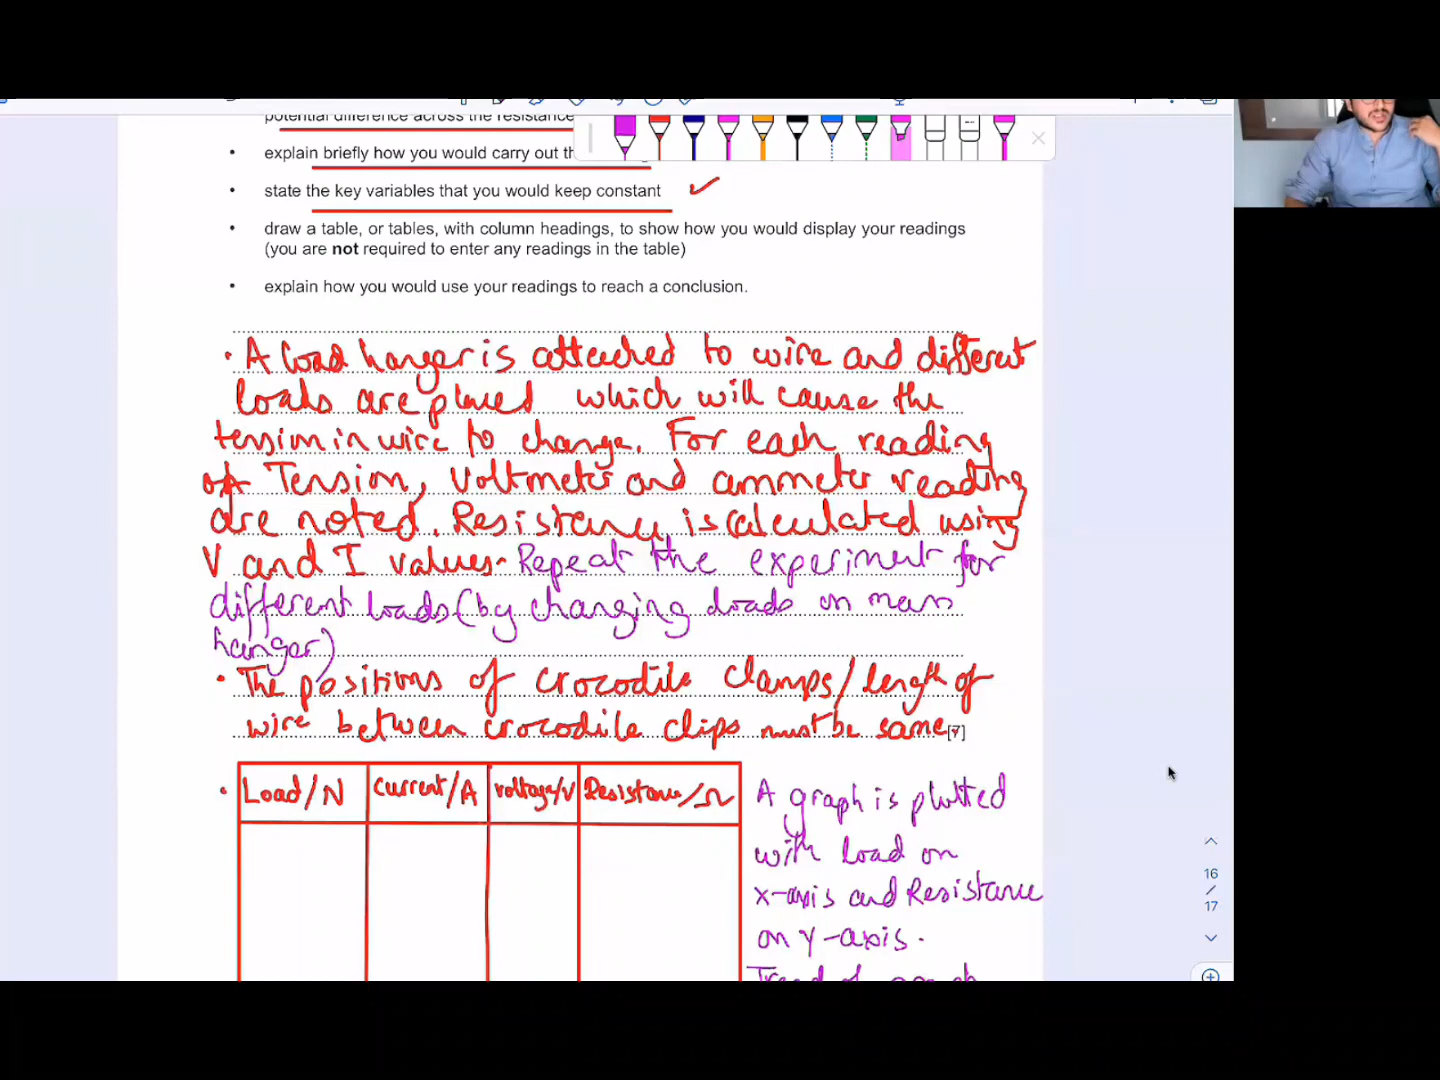 potential difference across the resistance
• explain briefly how you would carry out th
• state the key variables that you would keep constant
• draw a table, or tables, with column headings, to show how you would display your readings
(you are not required to enter any readings in the table)
• explain how you would use your readings to reach a conclusion.
• A load hanger is attached to wire and different
loads are placed which will cause the
tension in wire to change. For each reading
of Tension, Voltmeter and ammeter reading
are noted. Resistance is calculated using
V and I values. Repeat the experiment for
different loads (by changing loads on mass
hanger)
• The positions of crocodile clamps/length of
wire between crocodile clips must be same
[7]
• Load/N Current/A voltage/V Resistance/Ω
A graph is plotted
with load on
x-axis and Resistance
on Y-axis.
Trend of graph
16
/
17